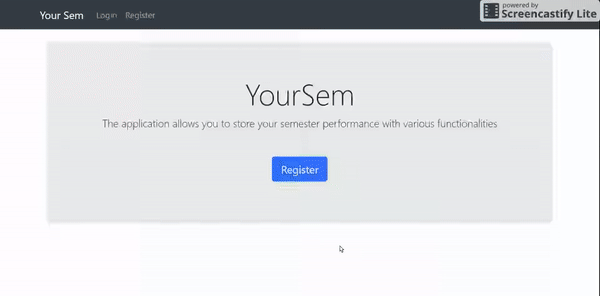 Your Sem Login Register
powered by
Screencastify Lite
YourSem
The application allows you to store your semester performance with various functionalities
Register